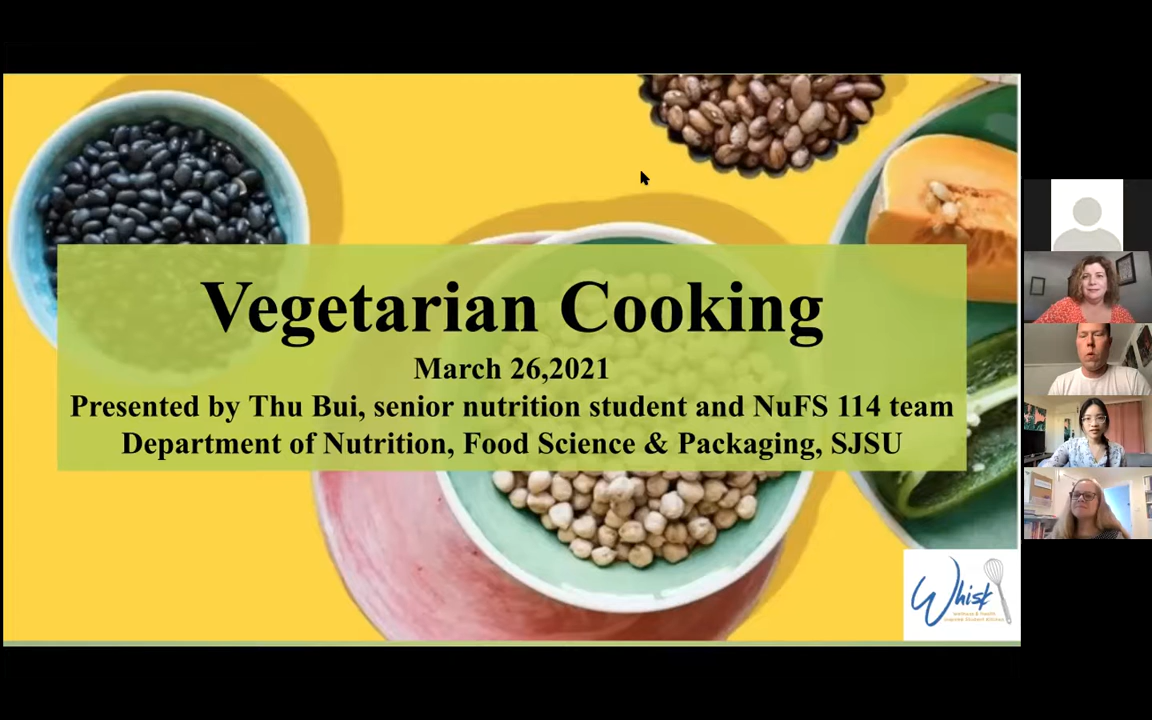 Vegetarian Cooking
March 26,2021
Presented by Thu Bui, senior nutrition student and NuFS 114 team
Department of Nutrition, Food Science & Packaging, SJSU
Whisk